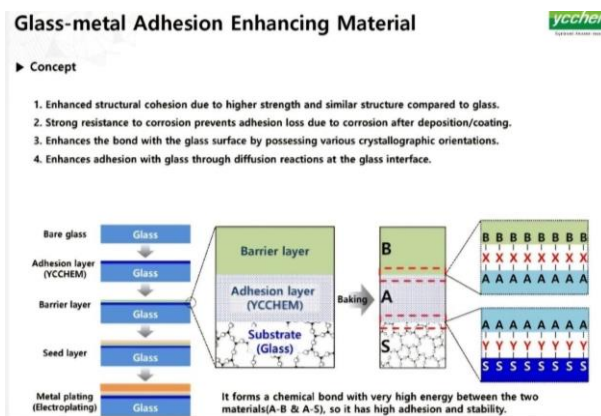 Glass-metal Adhesion Enhancing Material
ycchem
▶ Concept
1. Enhanced structural cohesion due to higher strength and similar structure compared to glass.
2. Strong resistance to corrosion prevents adhesion loss due to corrosion after deposition/coating.
3. Enhances the bond with the glass surface by possessing various crystallographic orientations.
4. Enhances adhesion with glass through diffusion reactions at the glass interface.
Bare glass
Glass
Adhesion layer
(YCCHEM)
Glass
Barrier layer
Glass
Seed layer
Glass
Metal plating
(Electroplating)
Glass
Barrier layer
Adhesion layer
(YCCHEM)
Substrate
(Glass)
Baking
B
A
S
B B B B B B B B
X X X X X X X X
A A A A A A A A
A A A A A A A A
Y Y Y Y Y Y Y Y
S S S S S S S S
It forms a chemical bond with very high energy between the two
materials(A-B & A-S), so it has high adhesion and stability.